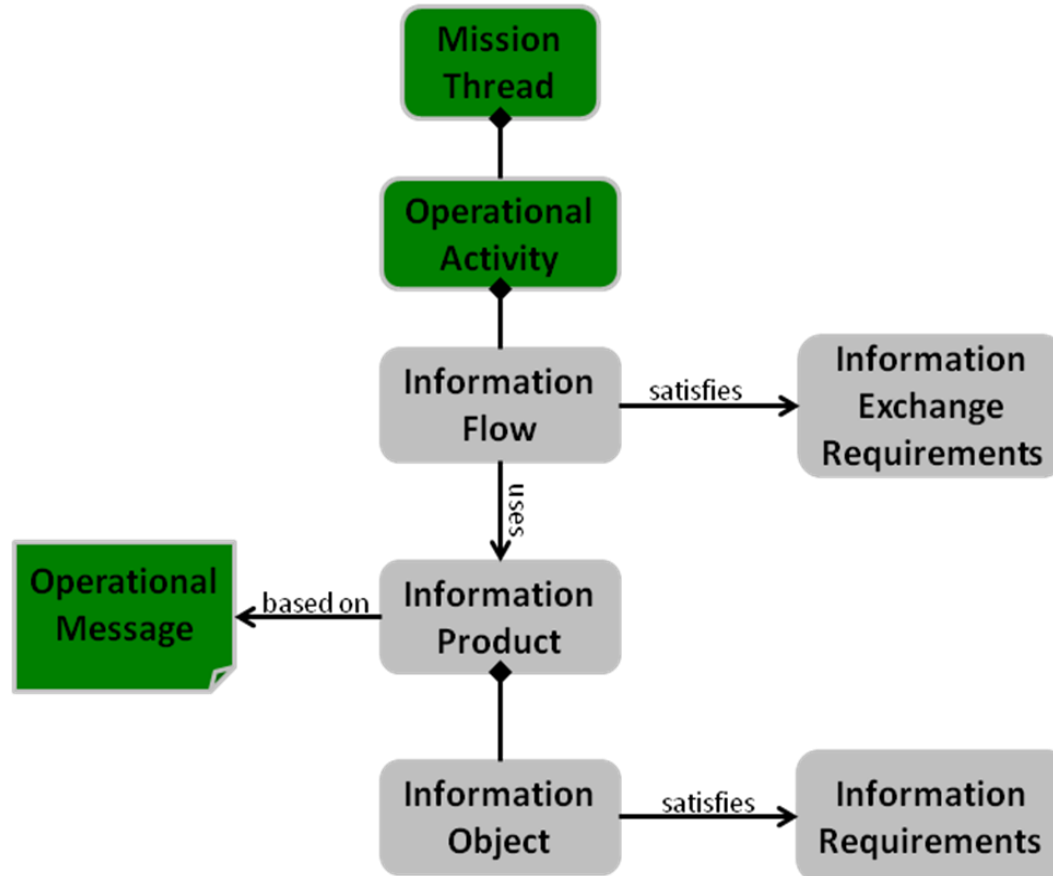 Mission
Thread
Operational
Activity
Information
Flow
satisfies
Information
Exchange
Requirements
uses
Operational
Message
based on
Information
Product
Information
Object
satisfies
Information
Requirements